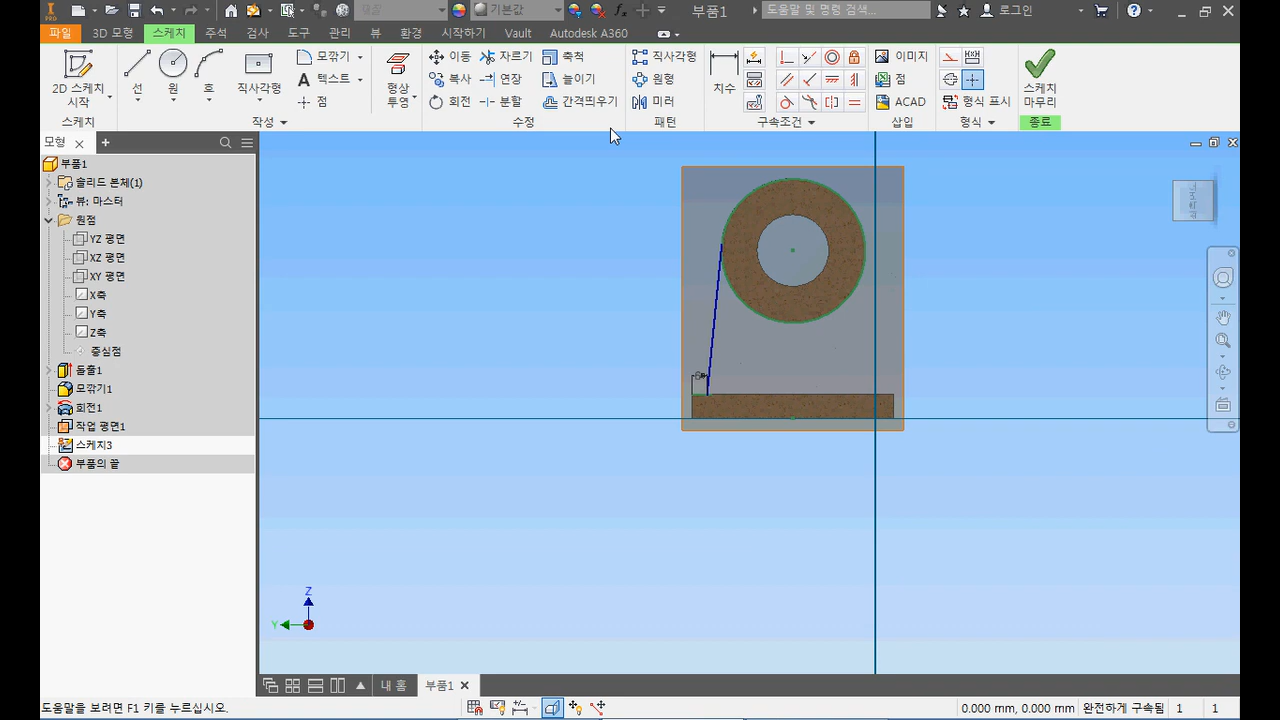 PRO
기본값
부품1
도움말 및 명령 검색...
로그인
파일
3D 모형
스케치
주석
검사
도구
관리
뷰
환경
시작하기
Vault
Autodesk A360
2D 스케치
시작
선
원
호
직사각형
모깎기
텍스트
점
형상
투영
이동
복사
회전
자르기
연장
분할
축척
늘이기
간격띄우기
직사각형
원형
미러
치수
이미지
점
ACAD
형식 표시
스케치
마무리
스케치
작성
수정
패턴
구속조건
삽입
형식
종료
모형
부품1
솔리드 본체(1)
뷰: 마스터
원점
YZ 평면
XZ 평면
XY 평면
X축
Y축
Z축
중심점
돌출1
모깎기1
회전1
작업 평면1
스케치3
부품의 끝
Z
Y
내 홈
부품1
도움말을 보려면 F1 키를 누르십시오.
0.000 mm, 0.000 mm
완전하게 구속됨
1
1